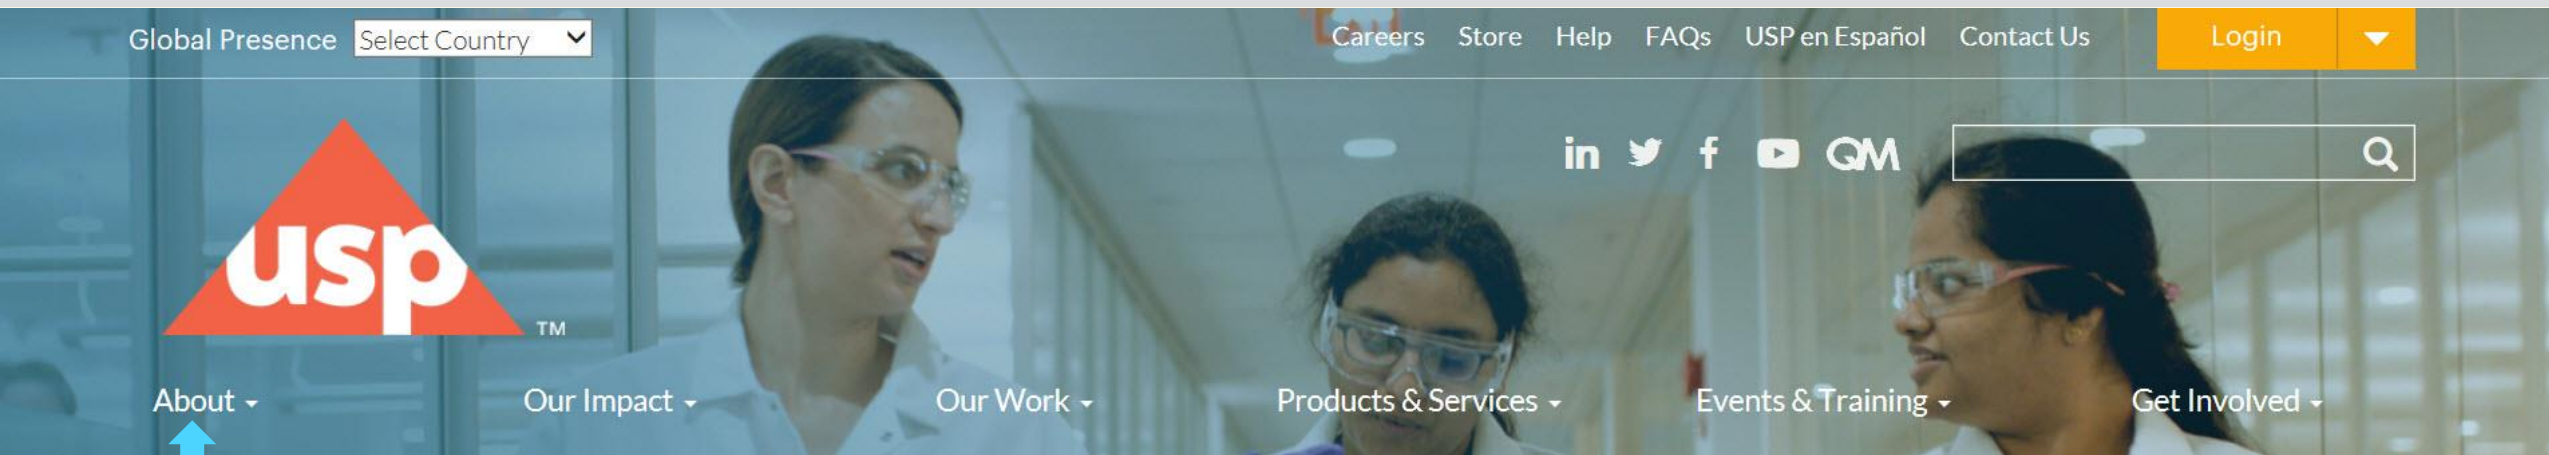 Global Presence Select Country Careers Store Help FAQs USP en Español Contact Us Login
in f QM
usp TM
About Our Impact Our Work Products & Services Events & Training Get Involved